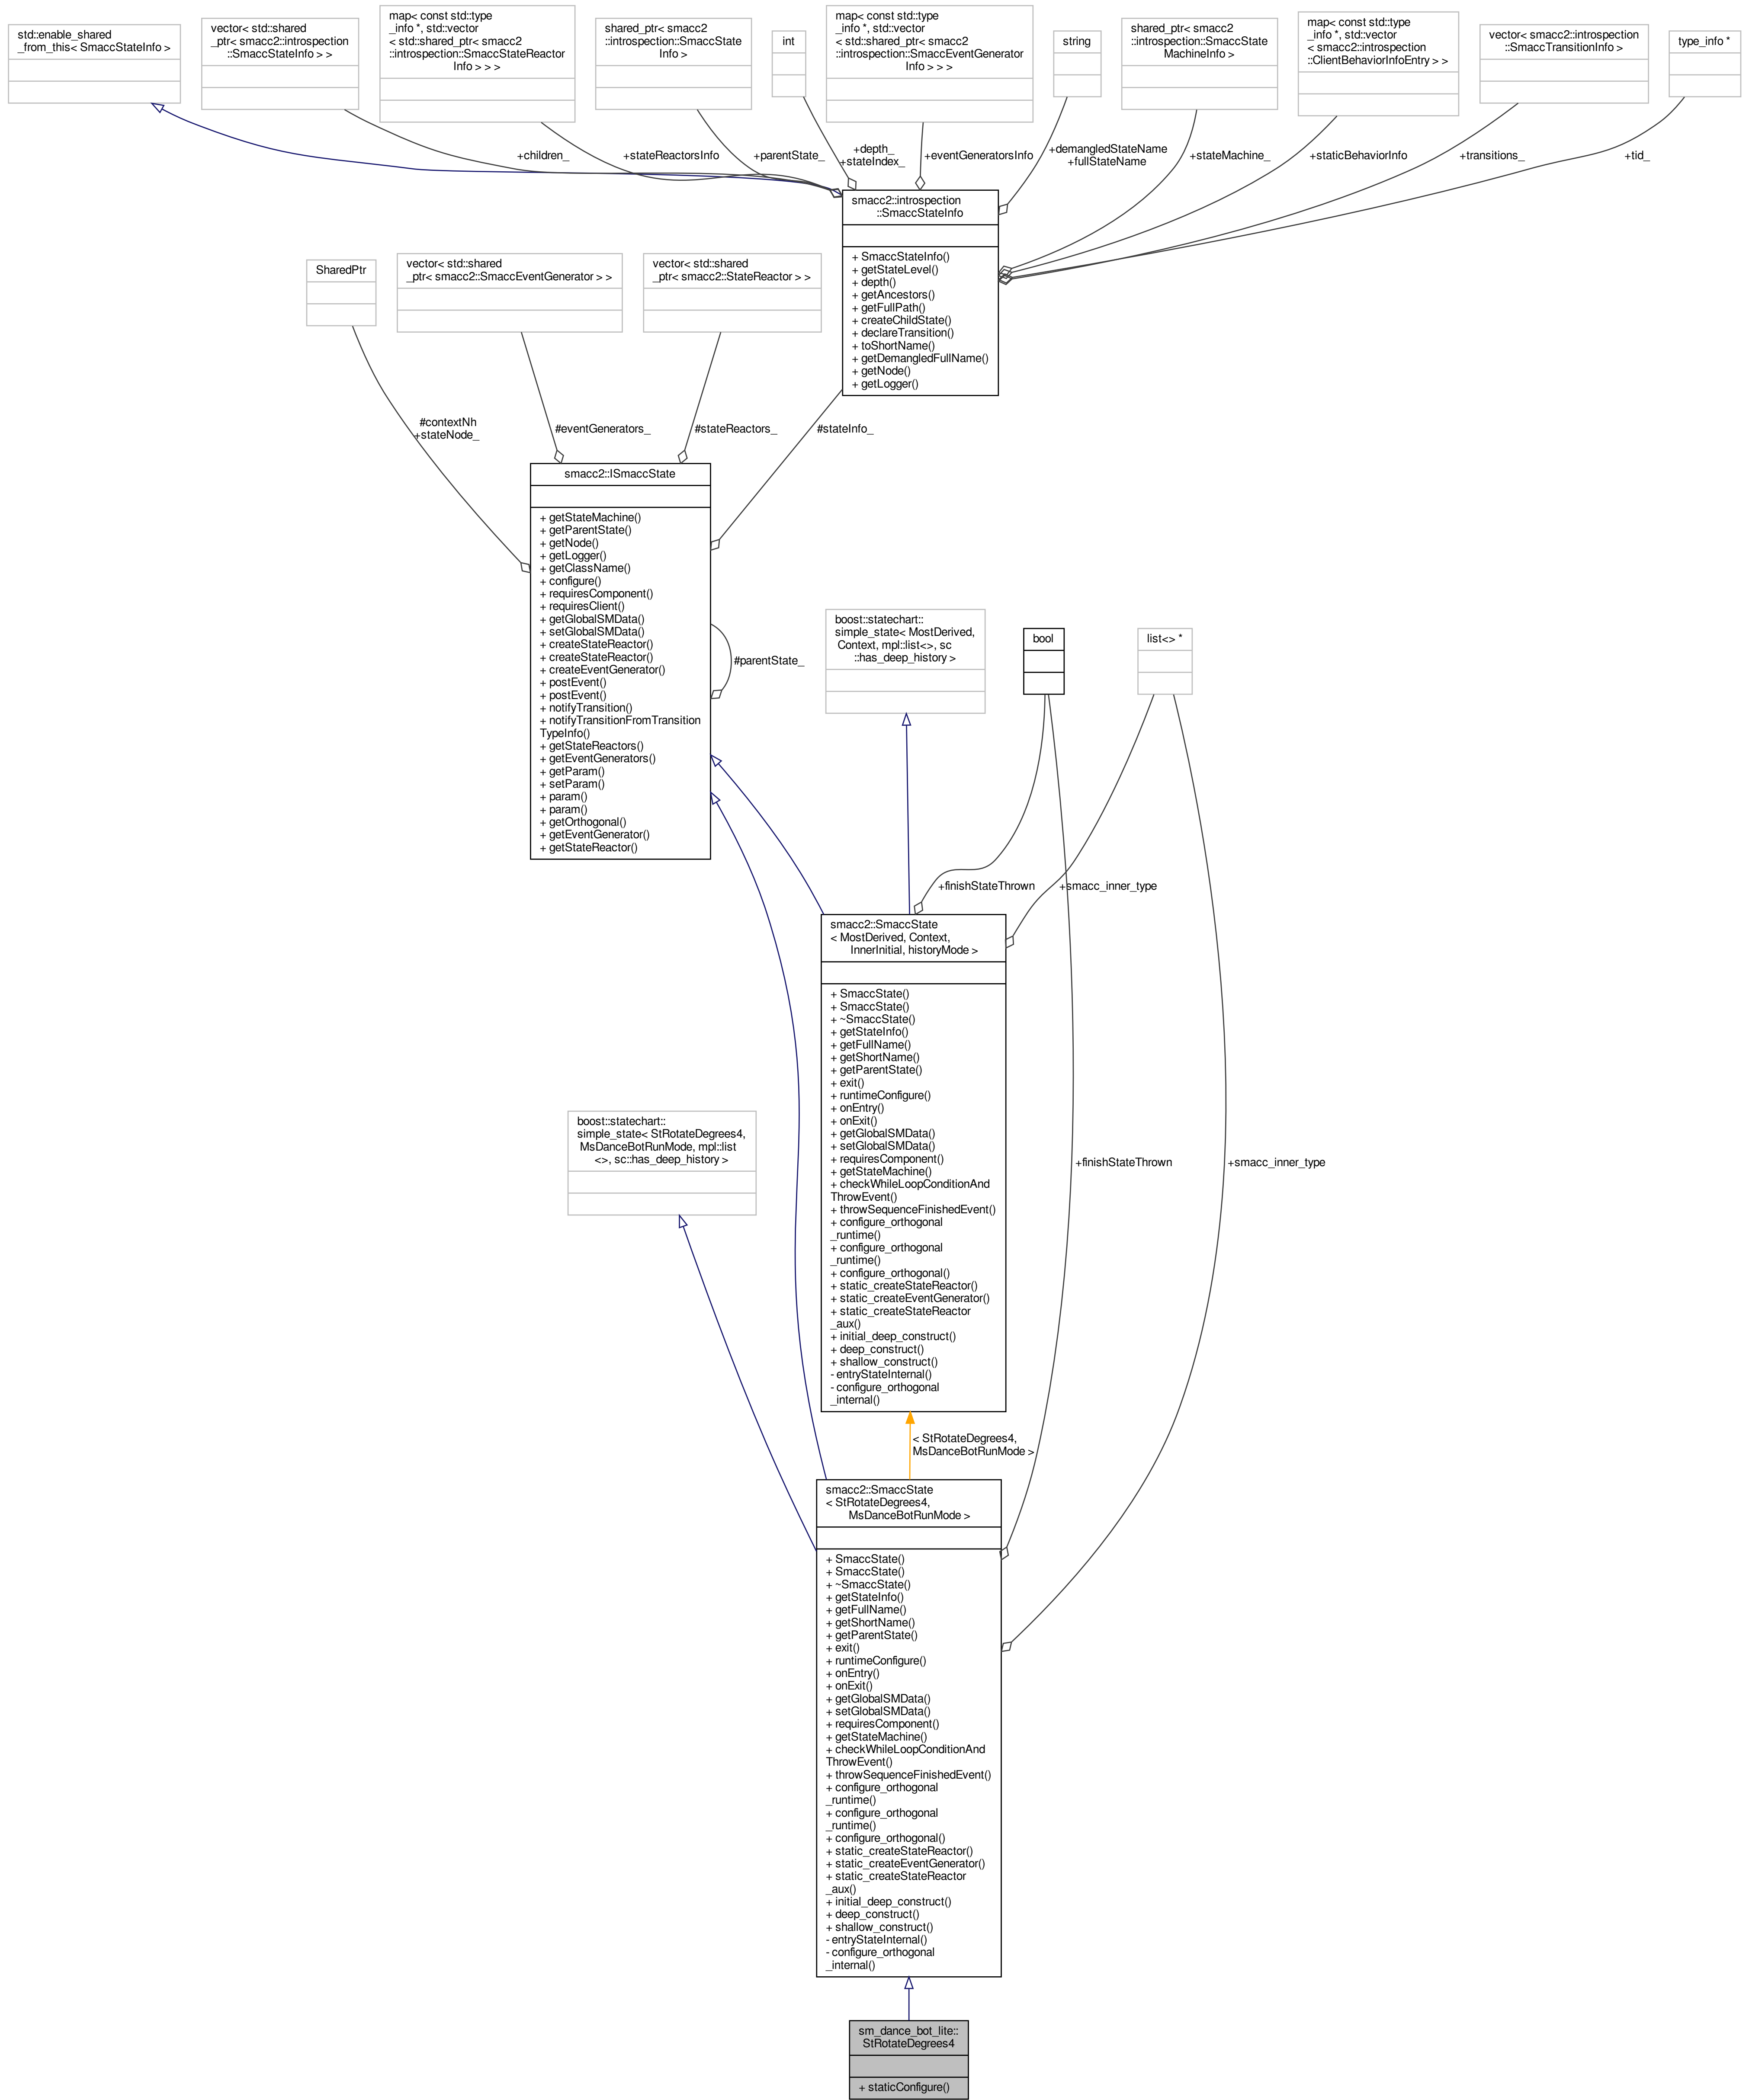 std::enable_shared
_from_this< SmaccStateInfo >
vector< std::shared
_ptr< smacc2::introspection
::SmaccStateInfo > >
map< const std::type
_info *, std::vector
< std::shared_ptr< smacc2
::introspection::SmaccStateReactor
Info > > >
shared_ptr< smacc2
::introspection::SmaccState
Info >
int
map< const std::type
_info *, std::vector
< std::shared_ptr< smacc2
::introspection::SmaccEventGenerator
Info > > >
string
shared_ptr< smacc2
::introspection::SmaccState
MachineInfo >
map< const std::type
_info *, std::vector
< smacc2::introspection
::ClientBehaviorInfoEntry > >
vector< smacc2::introspection
::SmaccTransitionInfo >
type_info *
+children_
+stateReactorsInfo
+parentState_
+depth_
+stateIndex_
+eventGeneratorsInfo
+demangledStateName
+fullStateName
+stateMachine_
+staticBehaviorInfo
+transitions_
+tid_
smacc2::introspection
::SmaccStateInfo
+ SmaccStateInfo()
+ getStateLevel()
+ depth()
+ getAncestors()
+ getFullPath()
+ createChildState()
+ declareTransition()
+ toShortName()
+ getDemangledFullName()
+ getNode()
+ getLogger()
SharedPtr
vector< std::shared
_ptr< smacc2::SmaccEventGenerator > >
vector< std::shared
_ptr< smacc2::StateReactor > >
#contextNh
+stateNode_
#eventGenerators_
#stateReactors_
#stateInfo_
smacc2::ISmaccState
+ getStateMachine()
+ getParentState()
+ getNode()
+ getLogger()
+ getClassName()
+ configure()
+ requiresComponent()
+ requiresClient()
+ getGlobalSMData()
+ setGlobalSMData()
+ createStateReactor()
+ createStateReactor()
+ createEventGenerator()
+ postEvent()
+ postEvent()
+ notifyTransition()
+ notifyTransitionFromTransition
TypeInfo()
+ getStateReactors()
+ getEventGenerators()
+ getParam()
+ setParam()
+ param()
+ param()
+ getOrthogonal()
+ getEventGenerator()
+ getStateReactor()
#parentState_
boost::statechart::
simple_state< MostDerived,
Context, mpl::list<>, sc
::has_deep_history >
bool
list<> *
+finishStateThrown
+smacc_inner_type
smacc2::SmaccState
< MostDerived, Context,
InnerInitial, historyMode >
+ SmaccState()
+ SmaccState()
+ ~SmaccState()
+ getStateInfo()
+ getFullName()
+ getShortName()
+ getParentState()
+ exit()
+ runtimeConfigure()
+ onEntry()
+ onExit()
+ getGlobalSMData()
+ setGlobalSMData()
+ requiresComponent()
+ getStateMachine()
+ checkWhileLoopConditionAnd
ThrowEvent()
+ throwSequenceFinishedEvent()
+ configure_orthogonal
_runtime()
+ configure_orthogonal
_runtime()
+ configure_orthogonal()
+ static_createStateReactor()
+ static_createEventGenerator()
+ static_createStateReactor
_aux()
+ initial_deep_construct()
+ deep_construct()
+ shallow_construct()
- entryStateInternal()
- configure_orthogonal
_internal()
boost::statechart::
simple_state< StRotateDegrees4,
MsDanceBotRunMode, mpl::list
<>, sc::has_deep_history >
+finishStateThrown
+smacc_inner_type
< StRotateDegrees4,
MsDanceBotRunMode >
smacc2::SmaccState
< StRotateDegrees4,
MsDanceBotRunMode >
+ SmaccState()
+ SmaccState()
+ ~SmaccState()
+ getStateInfo()
+ getFullName()
+ getShortName()
+ getParentState()
+ exit()
+ runtimeConfigure()
+ onEntry()
+ onExit()
+ getGlobalSMData()
+ setGlobalSMData()
+ requiresComponent()
+ getStateMachine()
+ checkWhileLoopConditionAnd
ThrowEvent()
+ throwSequenceFinishedEvent()
+ configure_orthogonal
_runtime()
+ configure_orthogonal
_runtime()
+ configure_orthogonal()
+ static_createStateReactor()
+ static_createEventGenerator()
+ static_createStateReactor
_aux()
+ initial_deep_construct()
+ deep_construct()
+ shallow_construct()
- entryStateInternal()
- configure_orthogonal
_internal()
sm_dance_bot_lite::
StRotateDegrees4
+ staticConfigure()